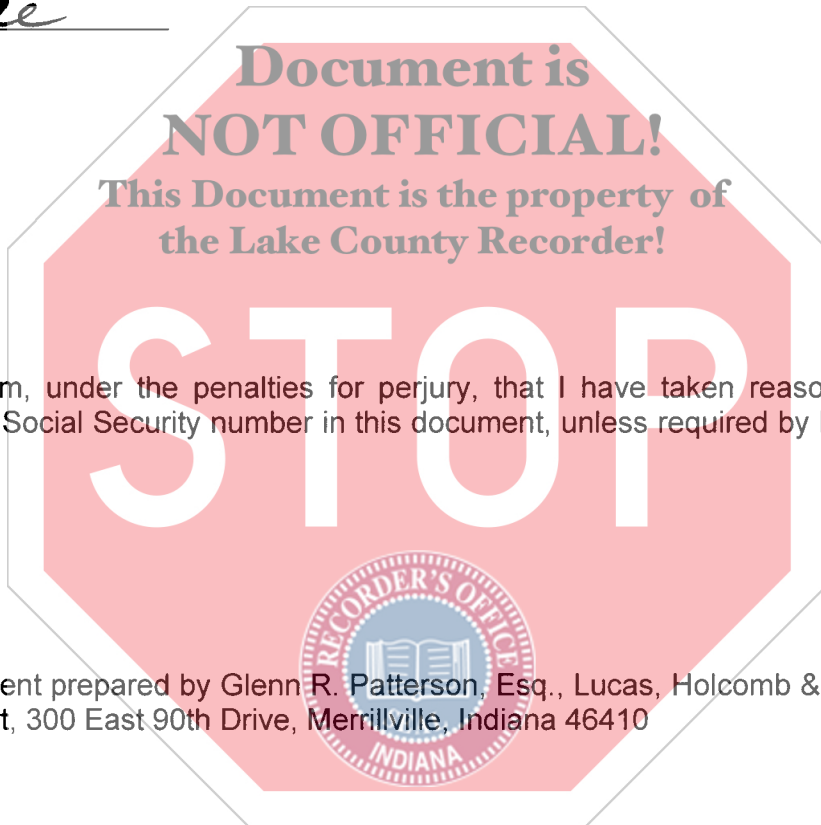 Document is
NOT OFFICIAL!
This Document is the property of
the Lake County Recorder!
STOP
m, under the penalties for perjury, that I have taken reaso
Social Security number in this document, unless required by
RECORDER'S OFFICE
ent prepared by Glenn R. Patterson, Esq., Lucas, Holcomb &
t, 300 East 90th Drive, Merrillville, Indiana 46410
INDIANA